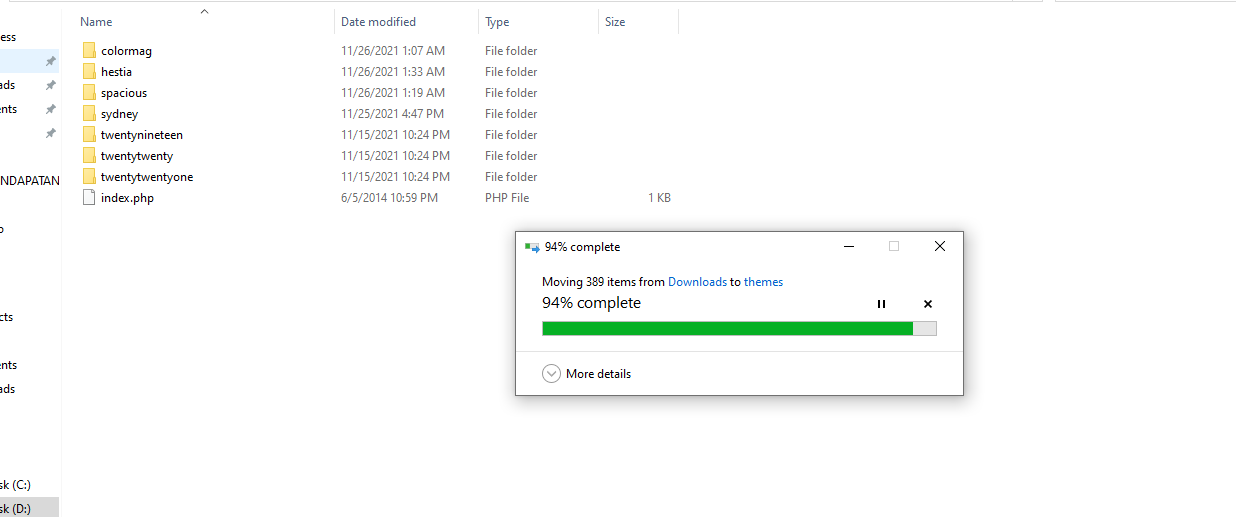 Name Date modified Type Size
ess
colormag 11/26/2021 1:07 AM File folder
hestia 11/26/2021 1:33 AM File folder
ads
spacious 11/26/2021 1:19 AM File folder
ents
sydney 11/25/2021 4:47 PM File folder
twentynineteen 11/15/2021 10:24 PM File folder
twentytwenty 11/15/2021 10:24 PM File folder
NDAPATAN
twentytwentyone 11/15/2021 10:24 PM File folder
index.php 6/5/2014 10:59 PM PHP File 1 KB
o
94% complete
Moving 389 items from Downloads to themes
94% complete
cts
ents
More details
ads
sk (C:)
sk (D:)